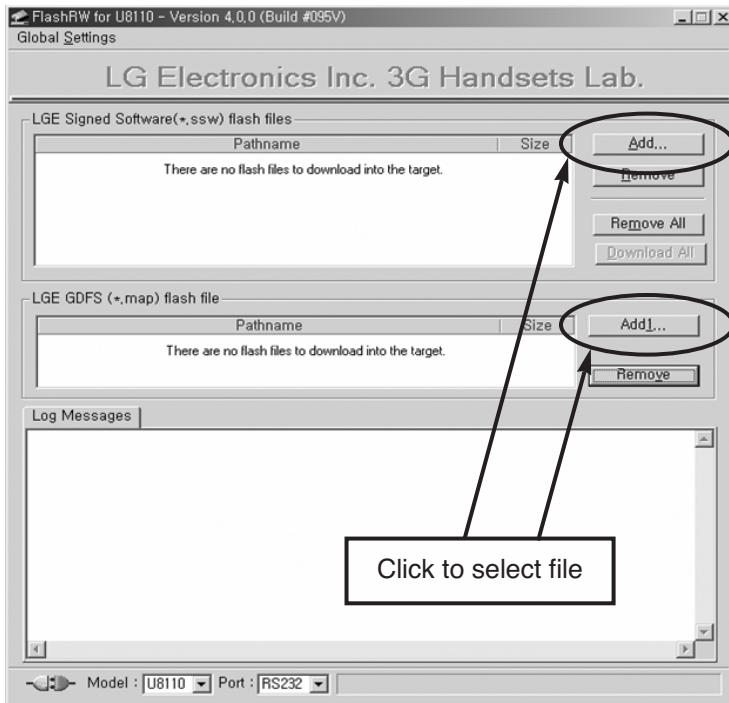 FlashRW for U8110 - Version 4,0,0 (Build #095V)
Global Settings
LG Electronics Inc. 3G Handsets Lab.
LGE Signed Software(*,ssw) flash files
Pathname Size
There are no flash files to download into the target.
Add...
Remove
Remove All
Download All
LGE GDFS (*,map) flash file
Pathname Size
There are no flash files to download into the target.
Add1...
Remove
Log Messages
Click to select file
Model : U8110 Port : RS232